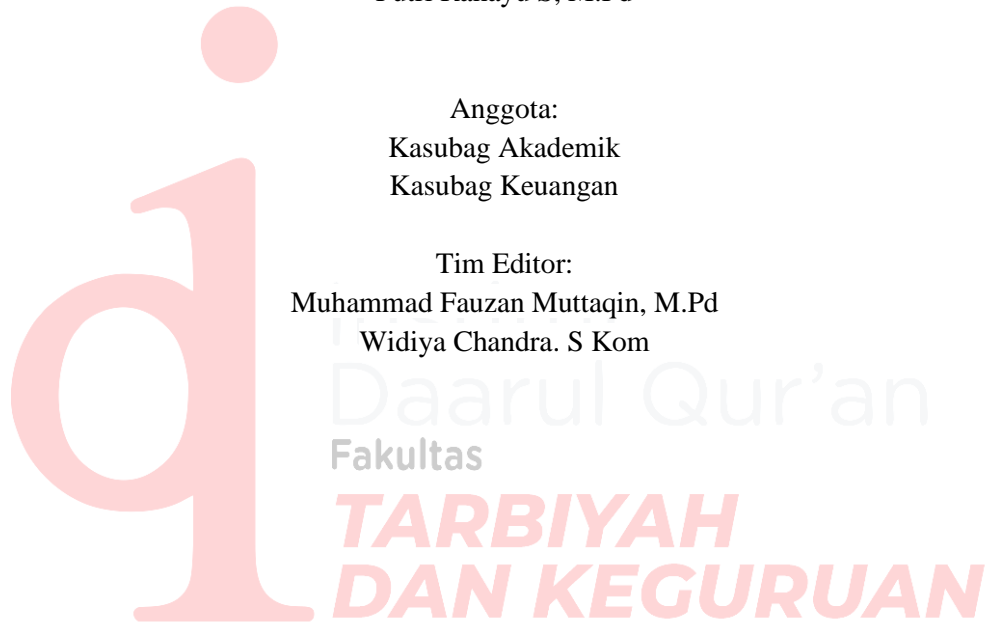 Anggota:
Kasubag Akademik
Kasubag Keuangan
Tim Editor:
Muhammad Fauzan Muttaqin, M.Pd
Widiya Chandra. S Kom
Daarul Qur’an
Fakultas
TARBIYAH
DAN KEGURUAN